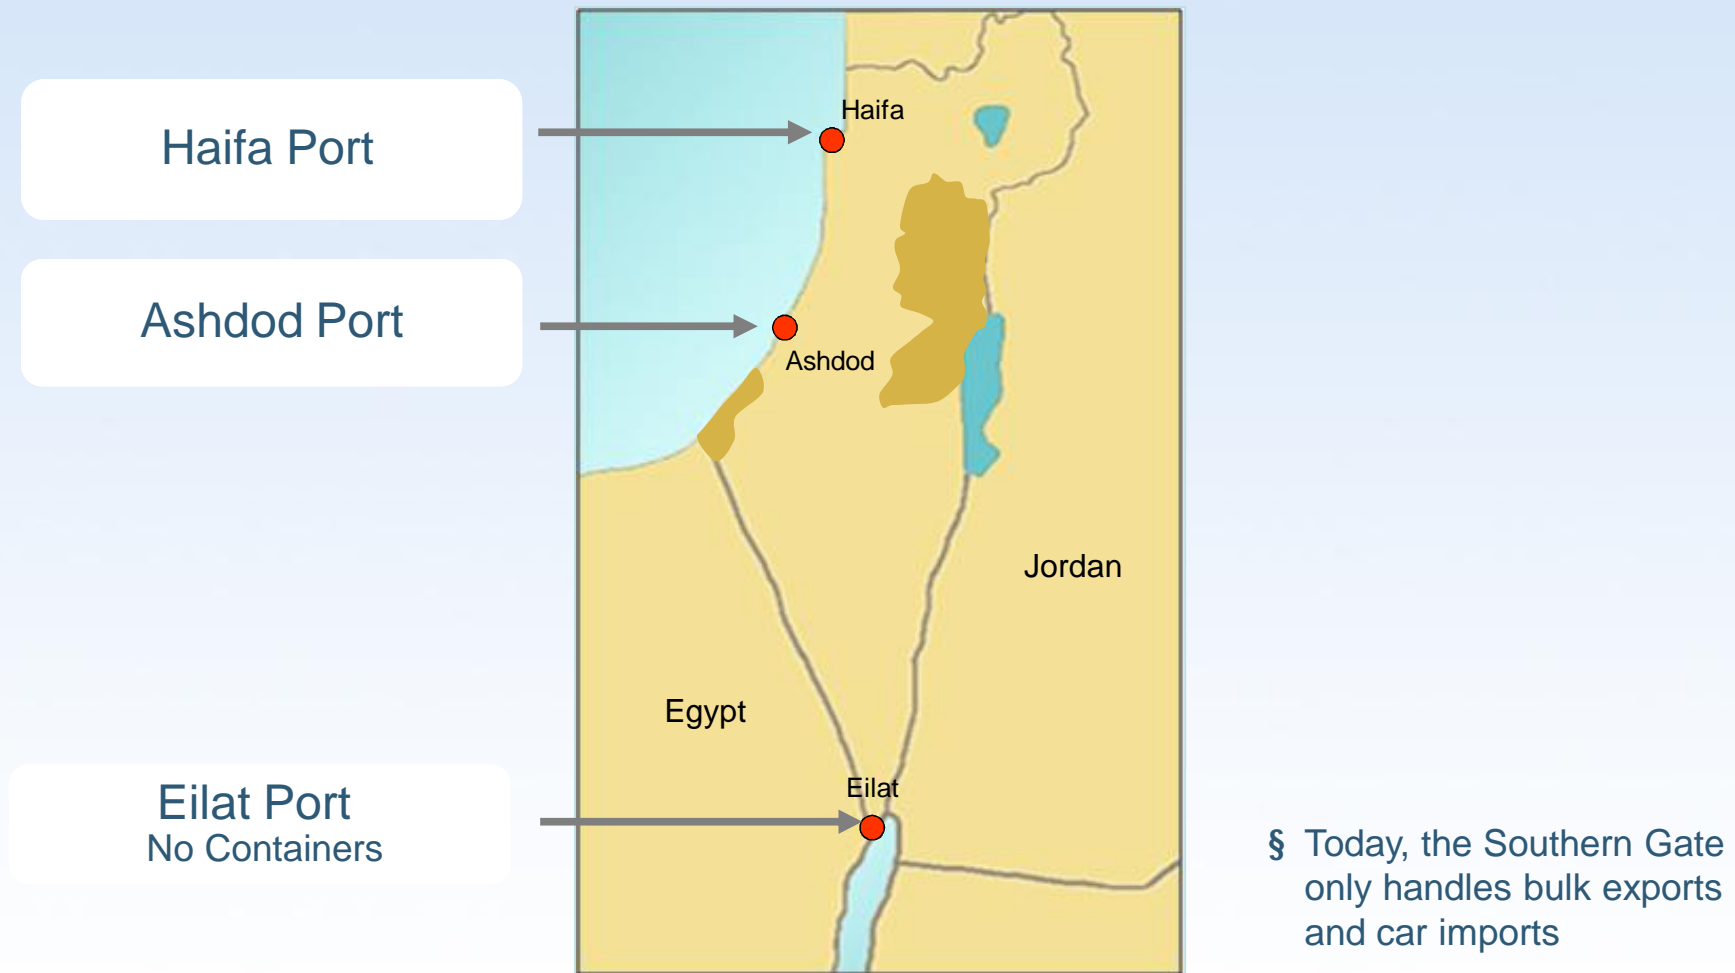 Haifa Port
Haifa
Ashdod Port
Ashdod
Jordan
Egypt
Eilat Port
No Containers
Eilat
§ Today, the Southern Gate
only handles bulk exports
and car imports